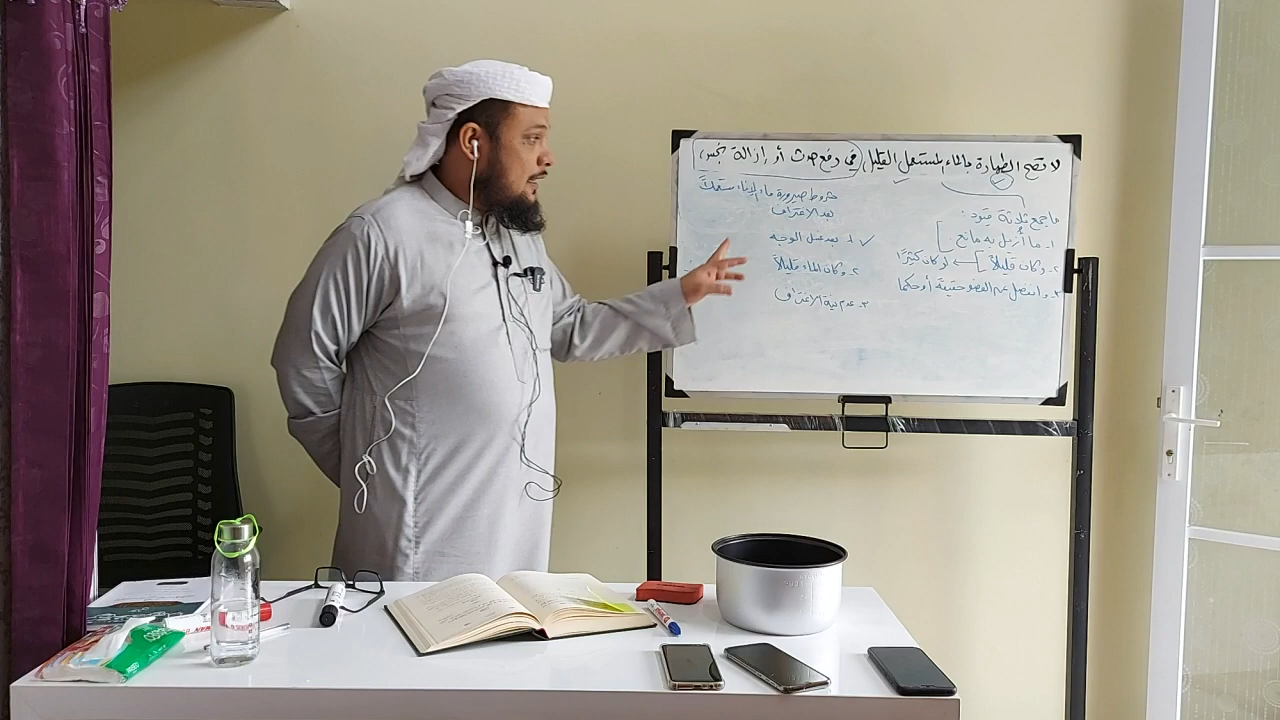 لا تصح الطهارة بالماء المستعمل القليل في رفع حدث أو إزالة نجس
ما جمع ثلاثة قيود:
١- ما أزيل به مانع
٢- وكان قليلاً لو كان كثيرًا
٣- وانفصل عن العضو حقيقة أو حكما
شروط صيرورة ماء الإناء مستعملاً
بعد الاغتراف
١- بعد غسل الوجه
٢- وكان الماء قليلاً
٣- عدم نية الاغتراف